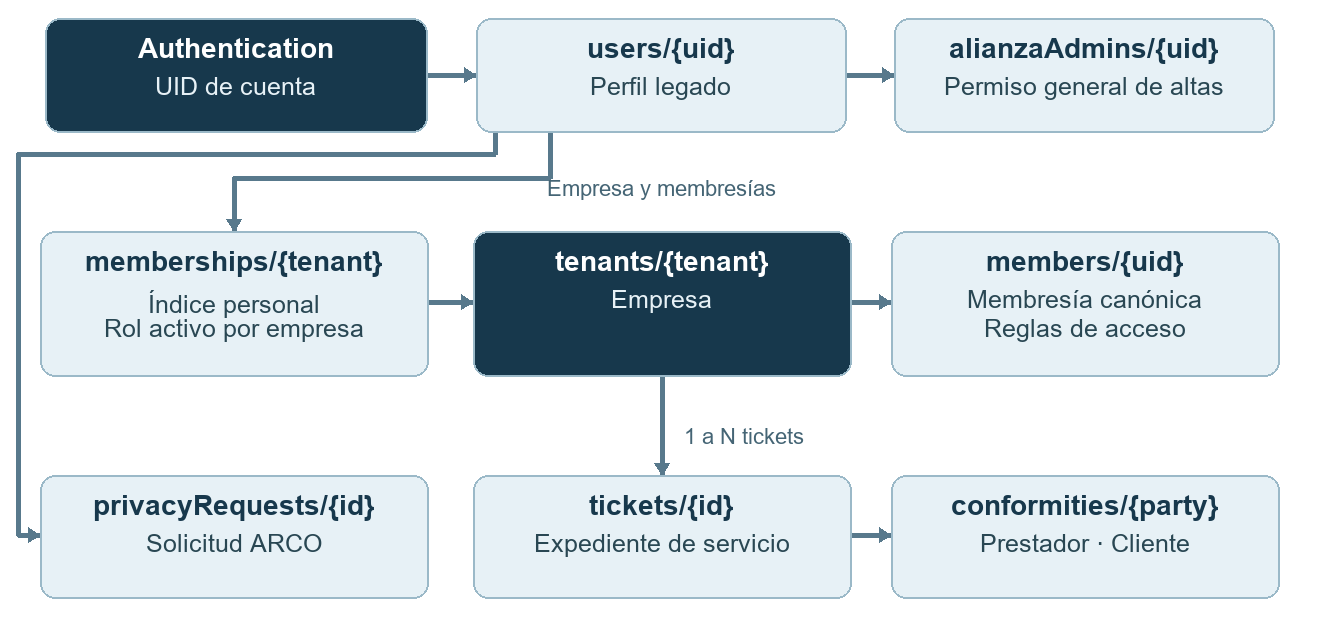 Authentication
UID de cuenta
users/{uid}
Perfil legado
alianzaAdmins/{uid}
Permiso general de altas
Empresa y membresías
memberships/{tenant}
Índice personal
Rol activo por empresa
tenants/{tenant}
Empresa
members/{uid}
Membresía canónica
Reglas de acceso
1 a N tickets
privacyRequests/{id}
Solicitud ARCO
tickets/{id}
Expediente de servicio
conformities/{party}
Prestador · Cliente